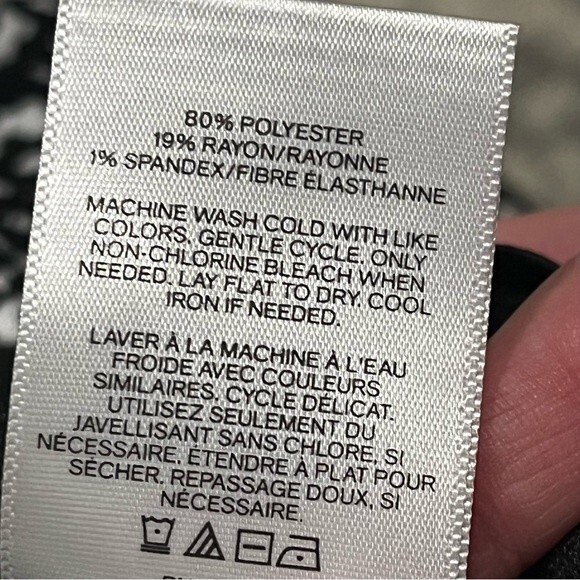 80% POLYESTER
19% RAYON/RAYONNE
1% SPANDEX/FIBRE ÉLASTHANNE
MACHINE WASH COLD WITH LIKE
COLORS. GENTLE CYCLE. ONLY
NON-CHLORINE BLEACH WHEN
NEEDED. LAY FLAT TO DRY. COOL
IRON IF NEEDED.
LAVER À LA MACHINE À L'EAU
FROIDE AVEC COULEURS
SIMILAIRES. CYCLE DÉLICAT.
UTILISEZ SEULEMENT DU
JAVELLISANT SANS CHLORE, SI
NÉCESSAIRE. ÉTENDRE À PLAT POUR
SÉCHER. REPASSAGE DOUX, SI
NÉCESSAIRE.